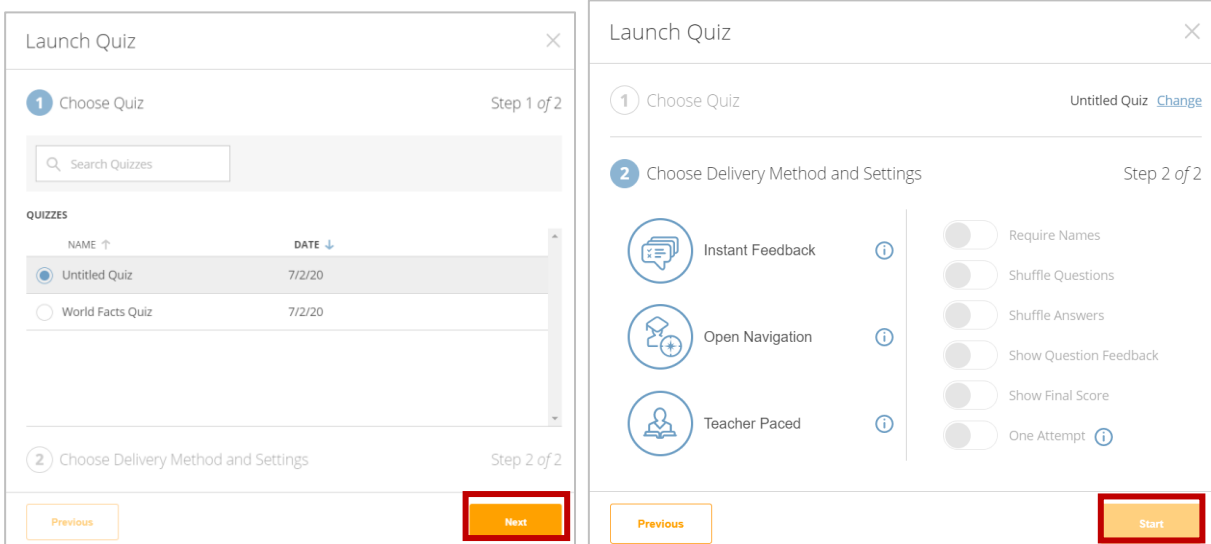 Launch Quiz
1 Choose Quiz Step 1 of 2
Search Quizzes
QUIZZES
NAME DATE
Untitled Quiz 7/2/20
World Facts Quiz 7/2/20
2 Choose Delivery Method and Settings Step 2 of 2
Previous Next
Launch Quiz
1 Choose Quiz Untitled Quiz Change
2 Choose Delivery Method and Settings Step 2 of 2
Instant Feedback
Open Navigation
Teacher Paced
Require Names
Shuffle Questions
Shuffle Answers
Show Question Feedback
Show Final Score
One Attempt
Previous Start